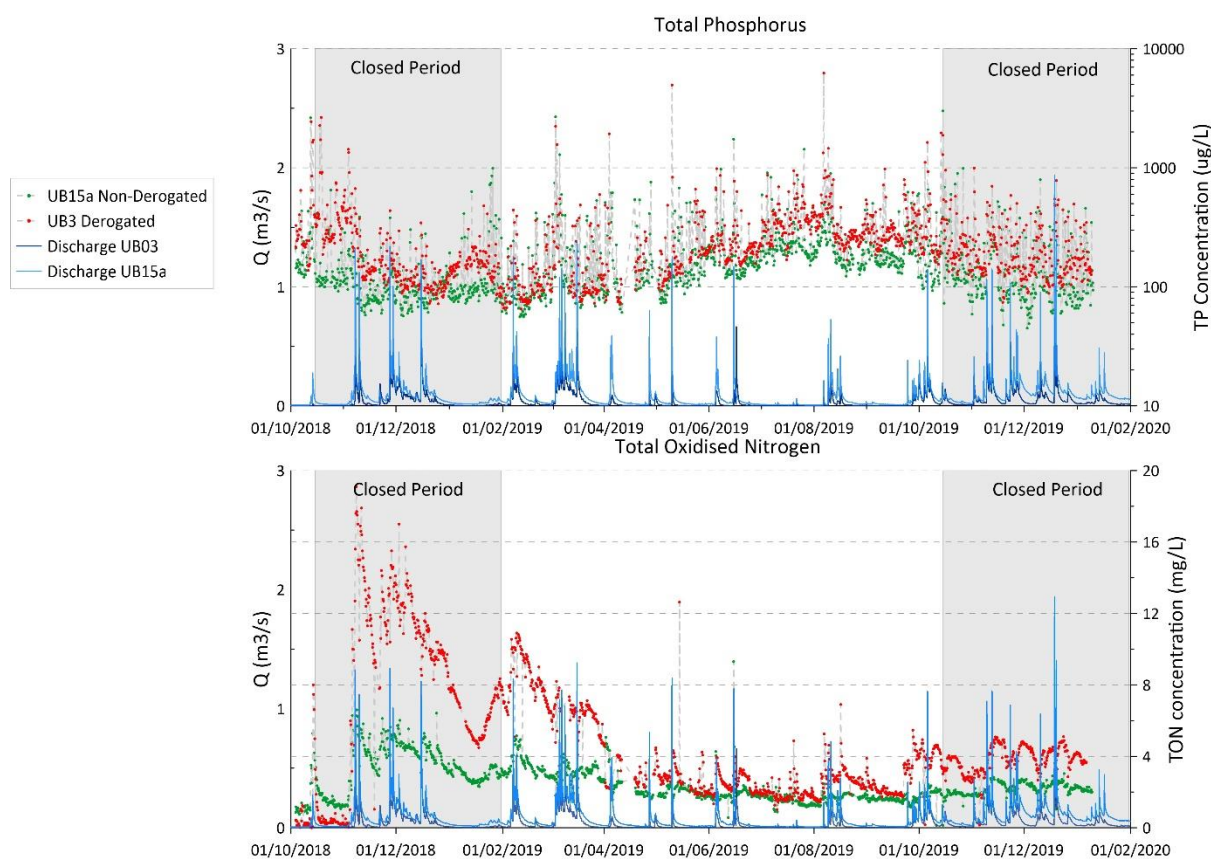 Total Phosphorus
3
10000
Closed Period
Closed Period
UB15a Non-Derogated
UB3 Derogated
Discharge UB03
Discharge UB15a
2
1000
Q (m3/s)
TP Concentration (ug/L)
1
100
0
10
01/10/2018 01/12/2018 01/02/2019 01/04/2019 01/06/2019 01/08/2019 01/10/2019 01/12/2019 01/02/2020
Total Oxidised Nitrogen
3
20
Closed Period
Closed Period
16
2
12
Q (m3/s)
TON concentration (mg/L)
8
1
4
0
0
01/10/2018 01/12/2018 01/02/2019 01/04/2019 01/06/2019 01/08/2019 01/10/2019 01/12/2019 01/02/2020